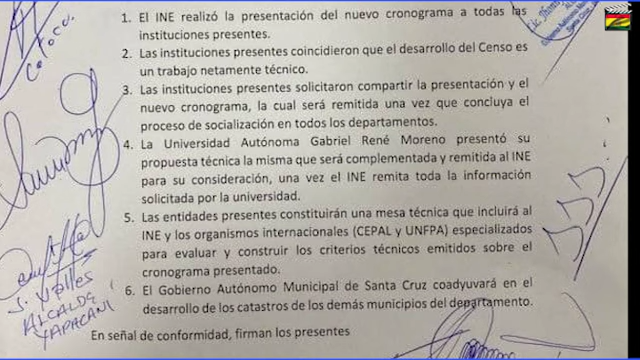 1. El INE realizó la presentación del nuevo cronograma a todas las
instituciones presentes.
2. Las instituciones presentes coincidieron que el desarrollo del Censo es
un trabajo netamente técnico.
3. Las instituciones presentes solicitaron compartir la presentación y el
nuevo cronograma, la cual será remitida una vez que concluya el
proceso de socialización en todos los departamentos.
4. La Universidad Autónoma Gabriel René Moreno presentó su
propuesta técnica la misma que será complementada y remitida al INE
para su consideración, una vez el INE remita toda la información
solicitada por la universidad.
5. Las entidades presentes constituirán una mesa técnica que incluirá al
INE y los organismos internacionales (CEPAL y UNFPA) especializados
para evaluar y construir los criterios técnicos emitidos sobre el
cronograma presentado.
6. El Gobierno Autónomo Municipal de Santa Cruz coadyuvará en el
desarrollo de los catastros de los demás municipios del departamento.
En señal de conformidad, firman los presentes
ALCALDE
YAPACANI